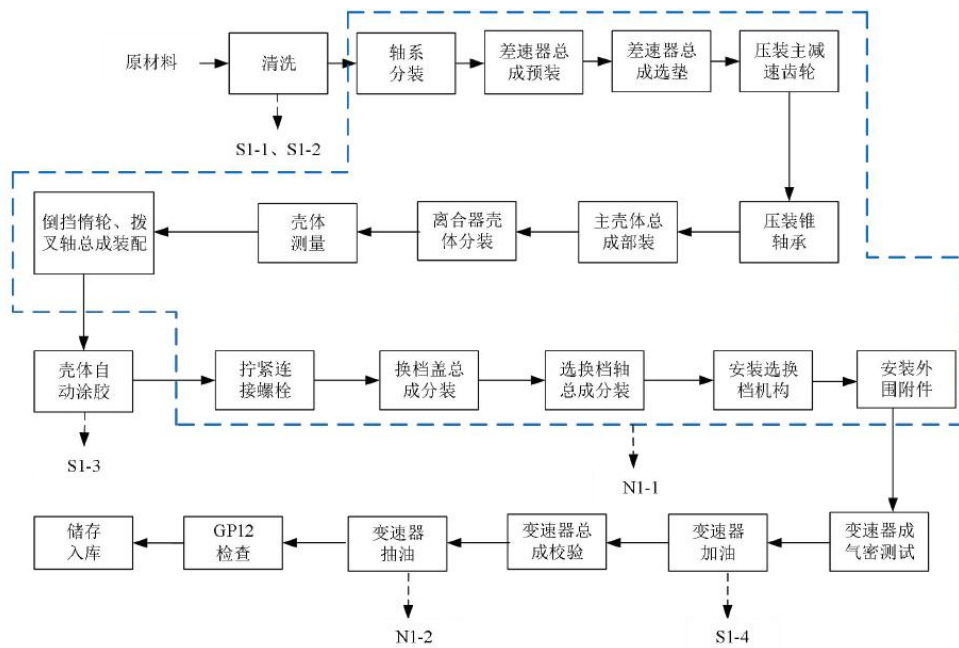 原材料
清洗
轴系
分装
差速器总
成预装
差速器总
成选垫
压装主减
速齿轮
S1-1、S1-2
倒挡惰轮、拨
叉轴总成装配
壳体
测量
离合器壳
体分装
主壳体总
成部装
压装锥
轴承
壳体自
动涂胶
拧紧连
接螺栓
换档盖总
成分装
选换档轴
总成分装
安装选换
档机构
安装外
围附件
S1-3
N1-1
储存
入库
GP12
检查
变速器
抽油
变速器总
成校验
变速器
加油
变速器成
气密测试
N1-2
S1-4